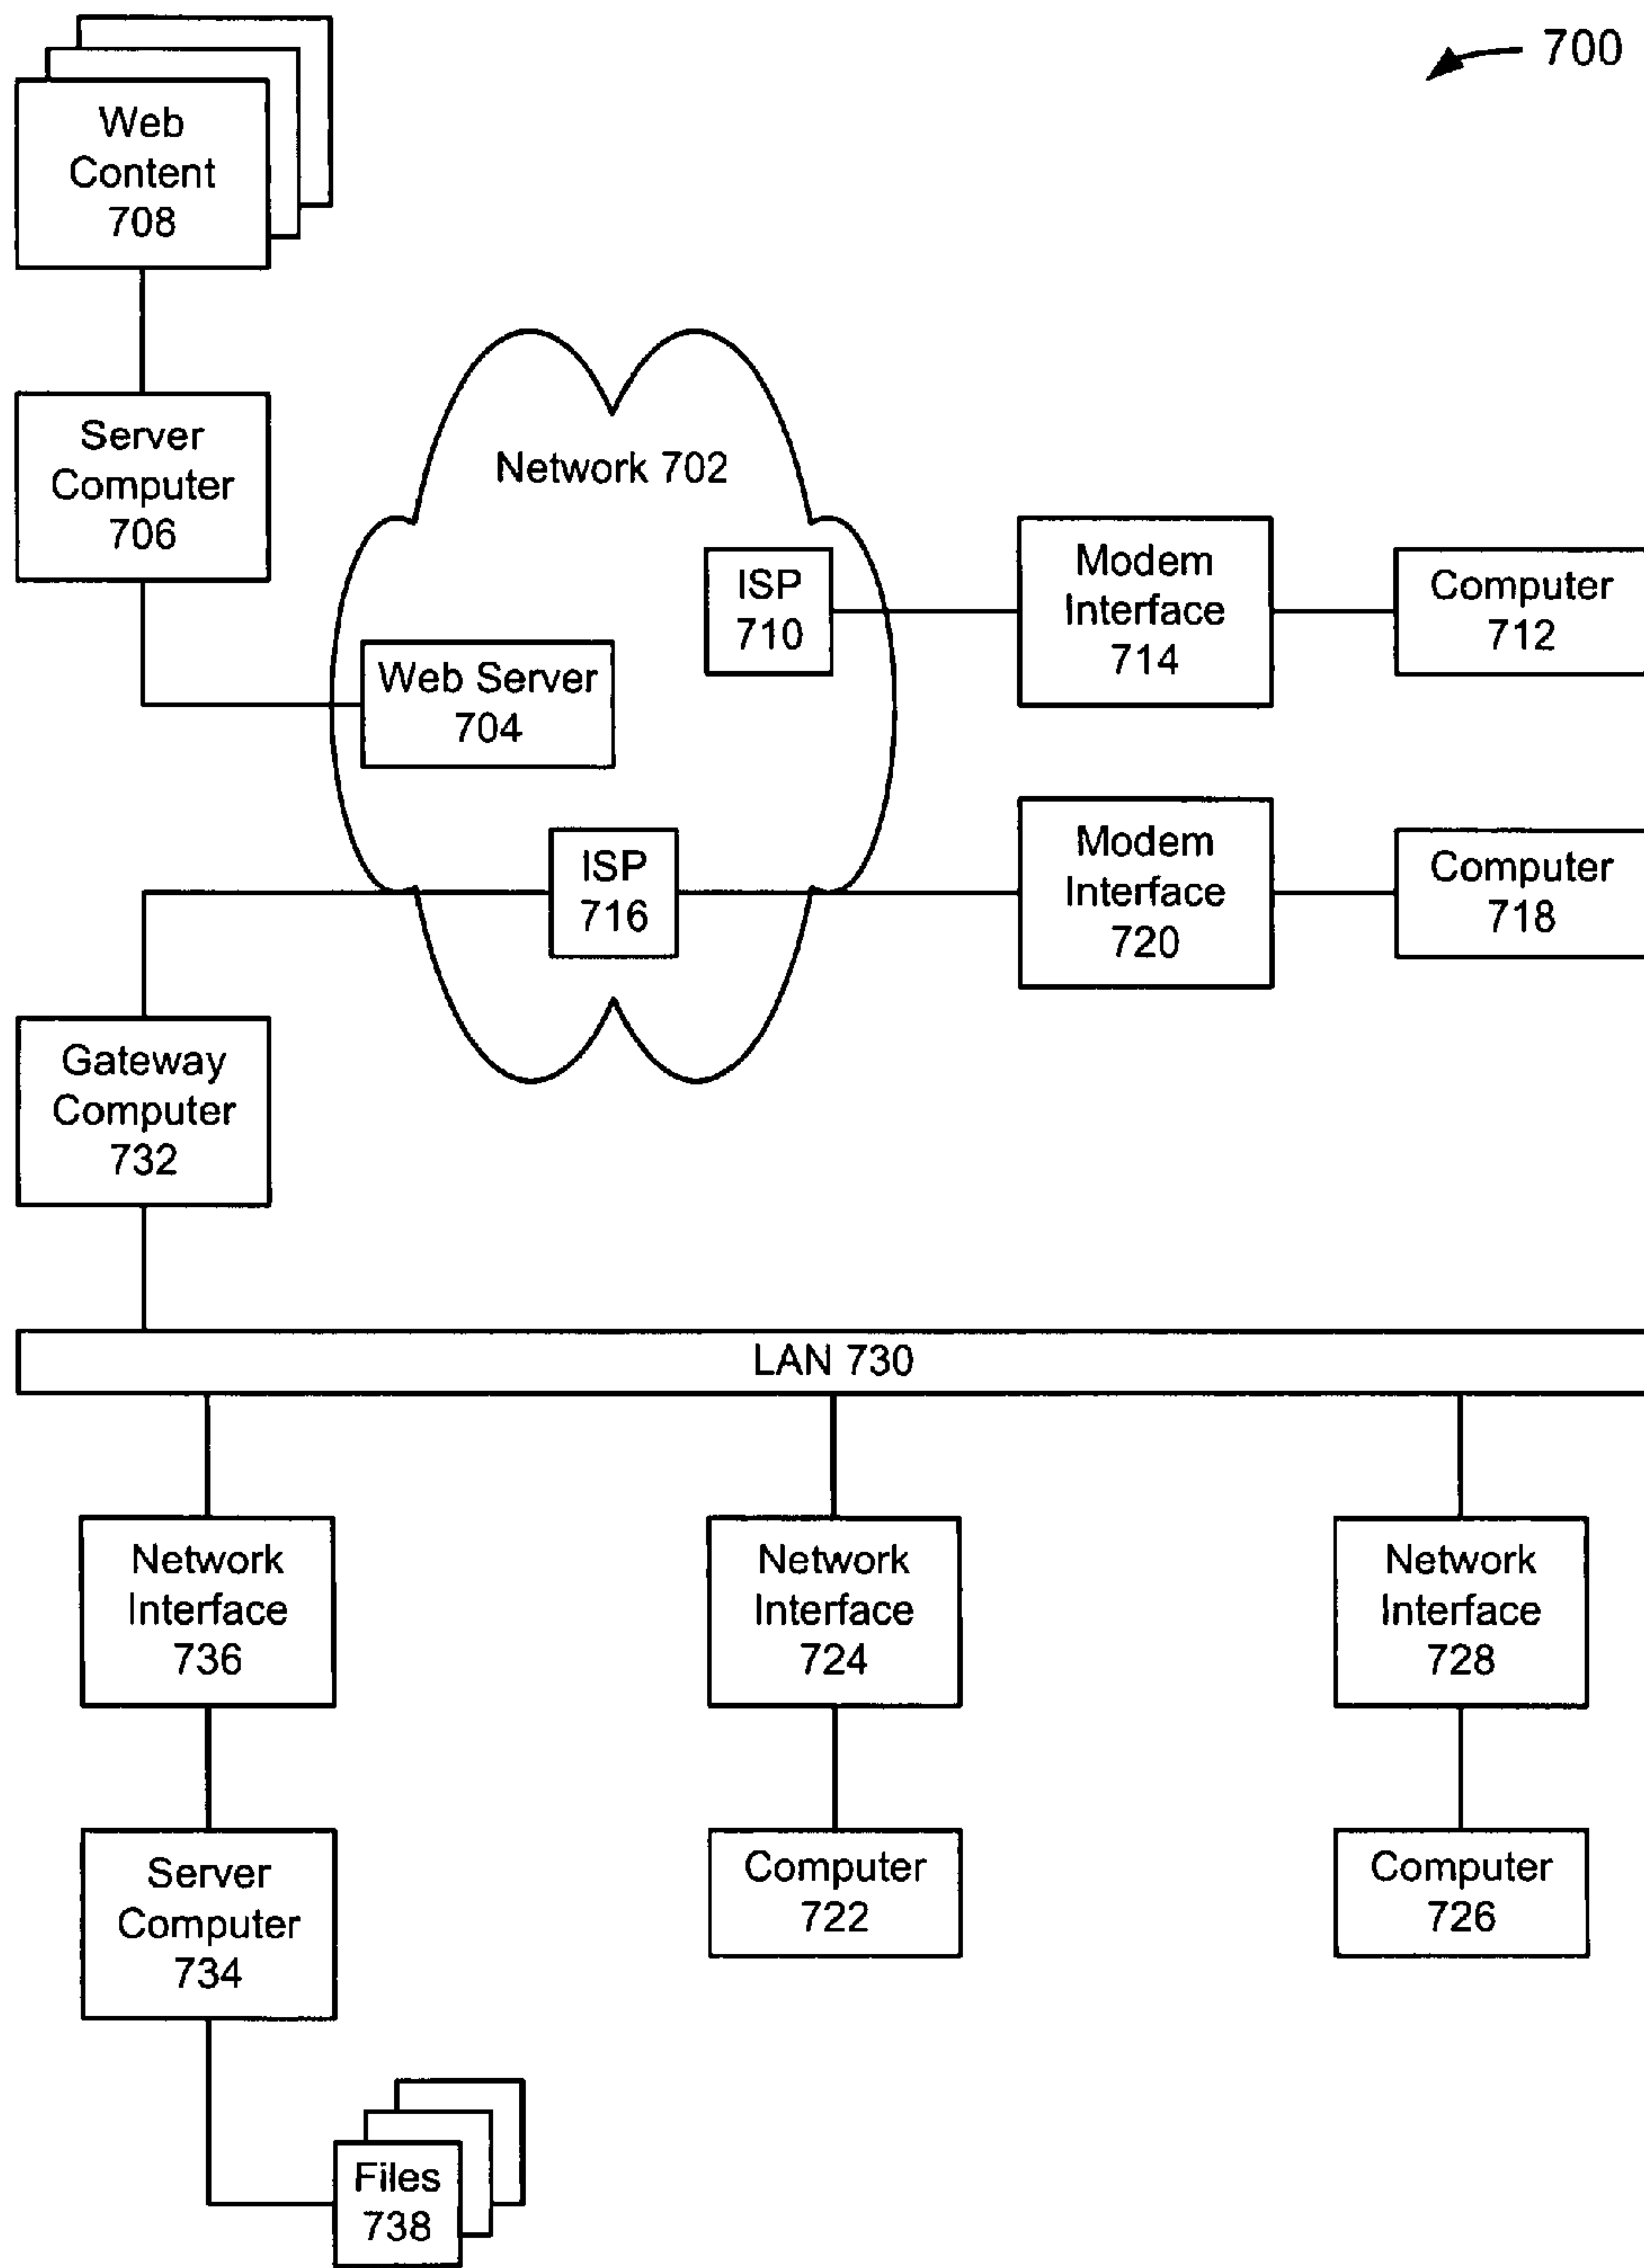 700
Web
Content
708
Server
Computer
706
Network 702
ISP
710
Modem
Interface
714
Computer
712
Web Server
704
ISP
716
Modem
Interface
720
Computer
718
Gateway
Computer
732
LAN 730
Network
Interface
736
Network
Interface
724
Network
Interface
728
Server
Computer
734
Computer
722
Computer
726
Files
738